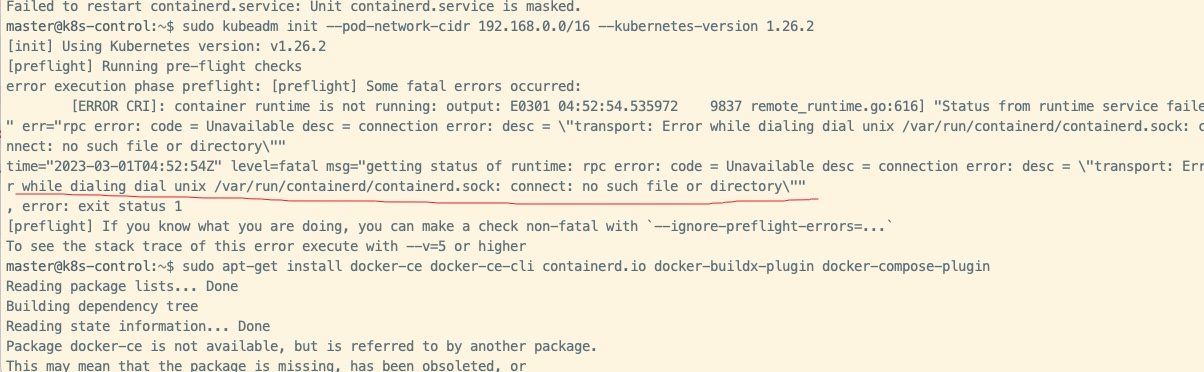 Failed to restart containerd.service: Unit containerd.service is masked.
master@k8s-control:~$ sudo kubeadm init --pod-network-cidr 192.168.0.0/16 --kubernetes-version 1.26.2
[init] Using Kubernetes version: v1.26.2
[preflight] Running pre-flight checks
error execution phase preflight: [preflight] Some fatal errors occurred:
[ERROR CRI]: container runtime is not running: output: E0301 04:52:54.535972    9837 remote_runtime.go:616] "Status from runtime service faile
" err="rpc error: code = Unavailable desc = connection error: desc = \"transport: Error while dialing dial unix /var/run/containerd/containerd.sock: c
nnect: no such file or directory\""
time="2023-03-01T04:52:54Z" level=fatal msg="getting status of runtime: rpc error: code = Unavailable desc = connection error: desc = \"transport: Err
r while dialing dial unix /var/run/containerd/containerd.sock: connect: no such file or directory\""
, error: exit status 1
[preflight] If you know what you are doing, you can make a check non-fatal with `--ignore-preflight-errors=...`
To see the stack trace of this error execute with --v=5 or higher
master@k8s-control:~$ sudo apt-get install docker-ce docker-ce-cli containerd.io docker-buildx-plugin docker-compose-plugin
Reading package lists... Done
Building dependency tree
Reading state information... Done
Package docker-ce is not available, but is referred to by another package.
This may mean that the package is missing, has been obsoleted, or